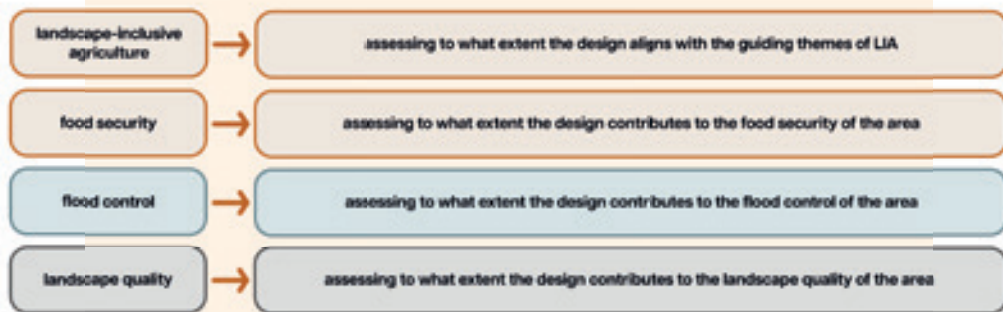 landscape-inclusive
agriculture
assessing to what extent the design aligns with the guiding themes of LIA
food security
assessing to what extent the design contributes to the food security of the area
flood control
assessing to what extent the design contributes to the flood control of the area
landscape quality
assessing to what extent the design contributes to the landscape quality of the area